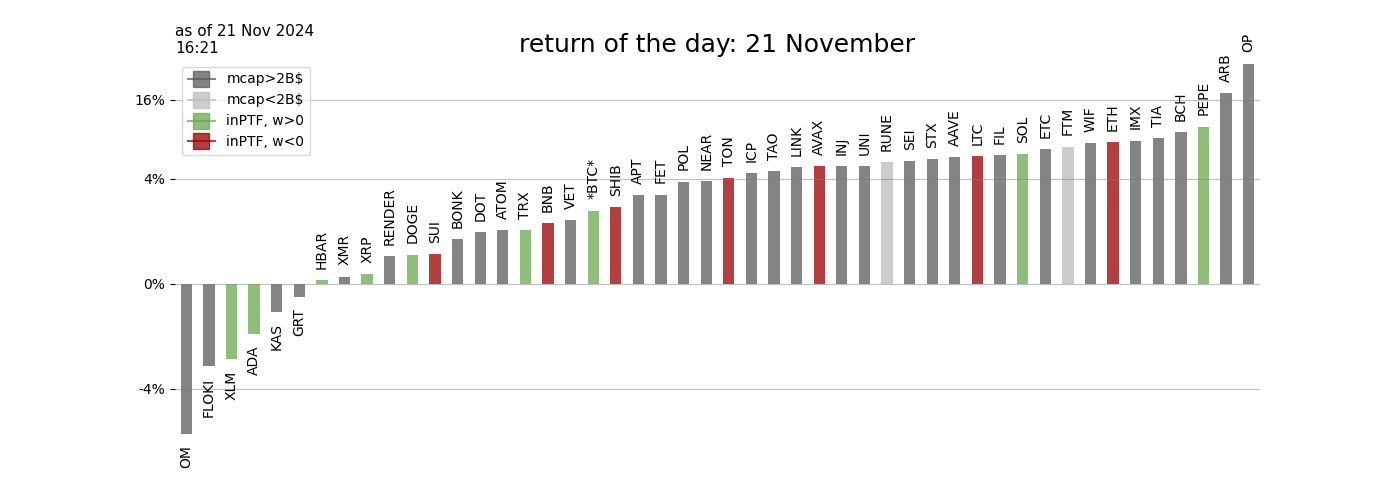 as of 21 Nov 2024
16:21
return of the day: 21 November
mcap>2B$
mcap<2B$
inPTF, w>0
inPTF, w<0
16%
4%
0%
-4%
OM
FLOKI
XLM
ADA
KAS
GRT
HBAR
XMR
XRP
RENDER
DOGE
SUI
BONK
DOT
ATOM
TRX
BNB
VET
*BTC*
SHIB
APT
FET
POL
NEAR
TON
ICP
TAO
LINK
AVAX
INJ
UNI
RUNE
SEI
STX
AAVE
LTC
FIL
SOL
ETC
FTM
WIF
ETH
IMX
TIA
BCH
PEPE
ARB
OP